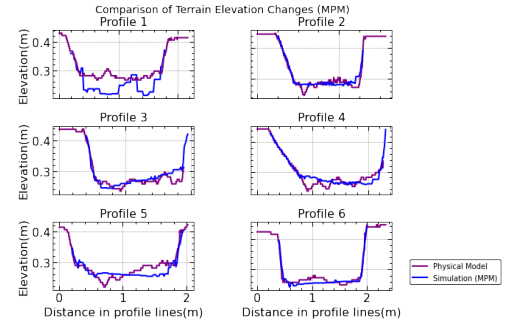 Comparison of Terrain Elevation Changes (MPM)
Profile 1
Profile 2
Elevation(m)
0.4
0.3
Profile 3
Profile 4
Elevation(m)
0.4
0.3
Profile 5
Profile 6
Elevation(m)
0.4
0.3
0
1
2
0
1
2
Distance in profile lines(m)
Distance in profile lines(m)
Physical Model
Simulation (MPM)